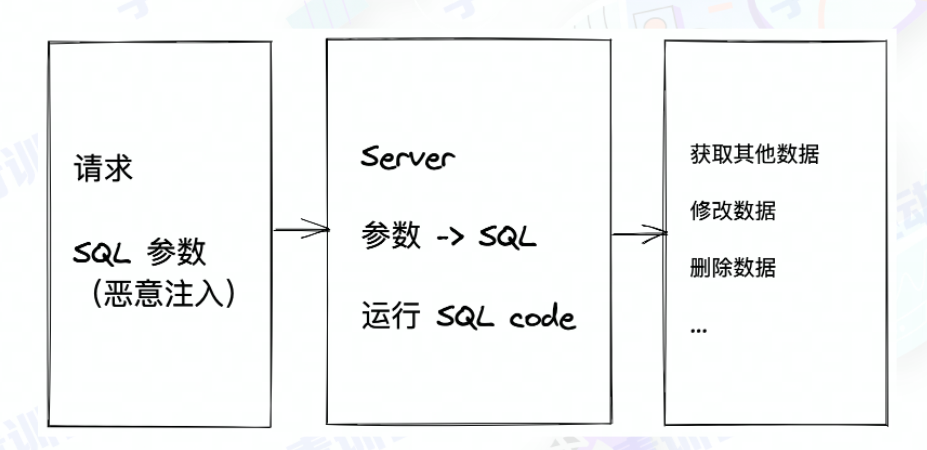 请求
SQL 参数
（恶意注入）
Server
参数 -> SQL
运行 SQL code
获取其他数据
修改数据
删除数据
...